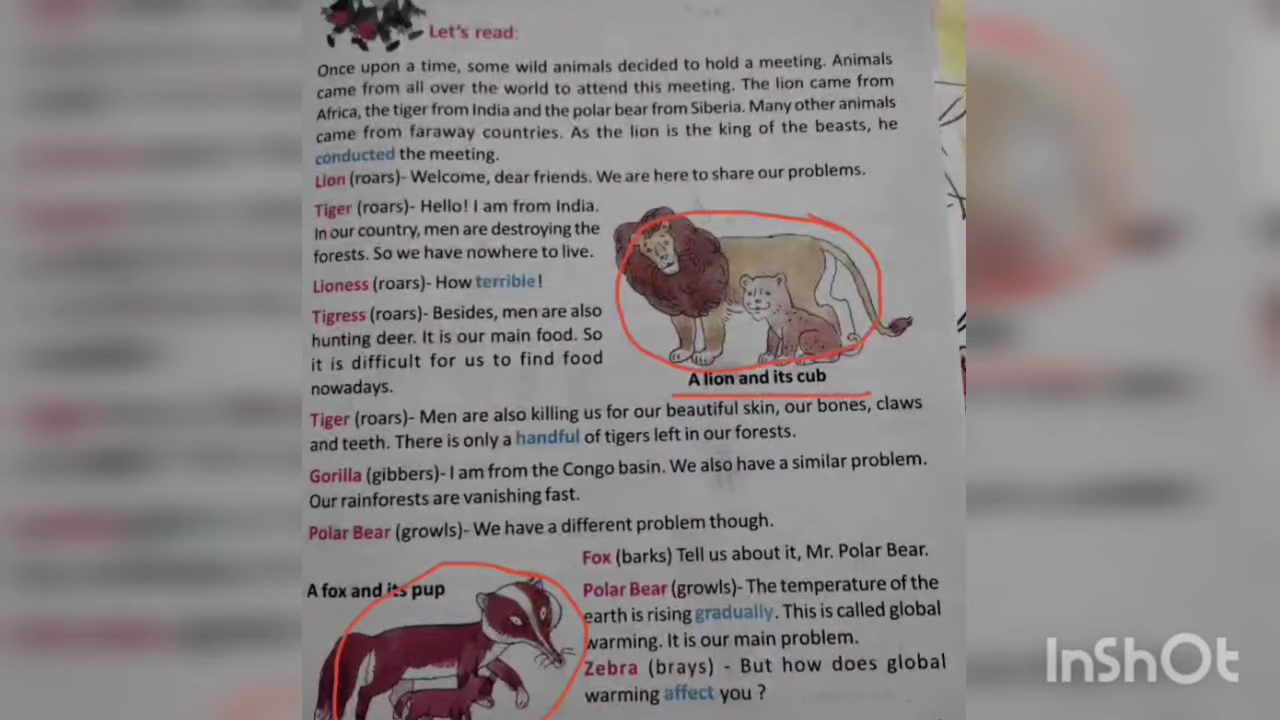 Let's read:
Once upon a time, some wild animals decided to hold a meeting. Animals
came from all over the world to attend this meeting. The lion came from
Africa, the tiger from India and the polar bear from Siberia. Many other animals
came from faraway countries. As the lion is the king of the beasts, he
conducted the meeting.
Lion (roars)- Welcome, dear friends. We are here to share our problems.
Tiger (roars)- Hello! I am from India.
In our country, men are destroying the
forests. So we have nowhere to live.
Lioness (roars)- How terrible!
Tigress (roars)- Besides, men are also
hunting deer. It is our main food. So
it is difficult for us to find food
nowadays.
A lion and its cub
Tiger (roars)- Men are also killing us for our beautiful skin, our bones, claws
and teeth. There is only a handful of tigers left in our forests.
Gorilla (gibbers)- I am from the Congo basin. We also have a similar problem.
Our rainforests are vanishing fast.
Polar Bear (growls)- We have a different problem though.
Fox (barks) Tell us about it, Mr. Polar Bear.
A fox and its pup
Polar Bear (growls)- The temperature of the
earth is rising gradually. This is called global
warming. It is our main problem.
Zebra (brays) - But how does global
warming affect you ?
InShOt